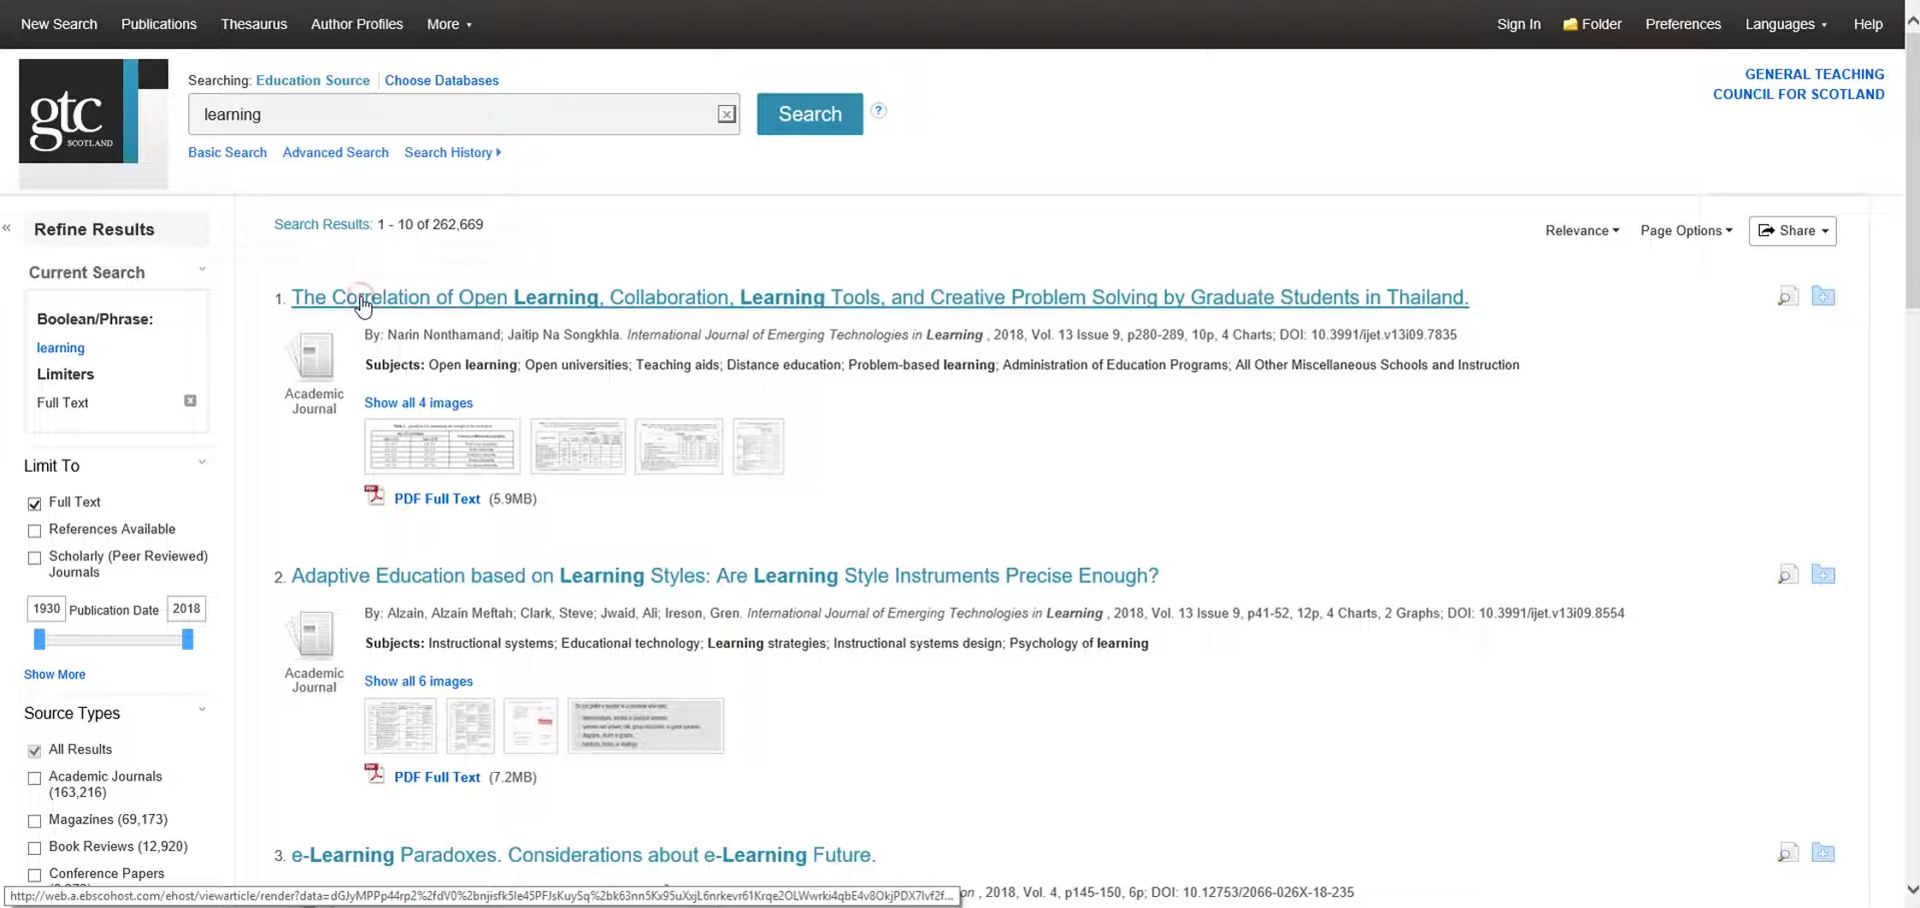 New Search Publications Thesaurus Author Profiles More Sign In Folder Preferences Languages Help
gtc
SCOTLAND
Searching: Education Source Choose Databases
learning
Search
?
Basic Search Advanced Search Search History
GENERAL TEACHING
COUNCIL FOR SCOTLAND
Refine Results
Current Search
Boolean/Phrase:
learning
Limiters
Full Text
Limit To
Full Text
References Available
Scholarly (Peer Reviewed)
Journals
1930 Publication Date 2018
Show More
Source Types
All Results
Academic Journals
(163,216)
Magazines (69,173)
Book Reviews (12,920)
Conference Papers
Search Results: 1 - 10 of 262,669
Relevance Page Options Share
1. The Correlation of Open Learning, Collaboration, Learning Tools, and Creative Problem Solving by Graduate Students in Thailand.
By: Narin Nonthamand; Jaitip Na Songkhla. International Journal of Emerging Technologies in Learning , 2018, Vol. 13 Issue 9, p280-289, 10p, 4 Charts; DOI: 10.3991/ijet.v13i09.7835
Subjects: Open learning; Open universities; Teaching aids; Distance education; Problem-based learning; Administration of Education Programs; All Other Miscellaneous Schools and Instruction
Academic
Journal
Show all 4 images
PDF Full Text (5.9MB)
2. Adaptive Education based on Learning Styles: Are Learning Style Instruments Precise Enough?
By: Alzain, Alzain Meftah; Clark, Steve; Jwaid, Ali; Ireson, Gren. International Journal of Emerging Technologies in Learning , 2018, Vol. 13 Issue 9, p41-52, 12p, 4 Charts, 2 Graphs; DOI: 10.3991/ijet.v13i09.8554
Subjects: Instructional systems; Educational technology; Learning strategies; Instructional systems design; Psychology of learning
Academic
Journal
Show all 6 images
PDF Full Text (7.2MB)
3. e-Learning Paradoxes. Considerations about e-Learning Future.
, 2018, Vol. 4, p145-150, 6p; DOI: 10.12753/2066-026X-18-235